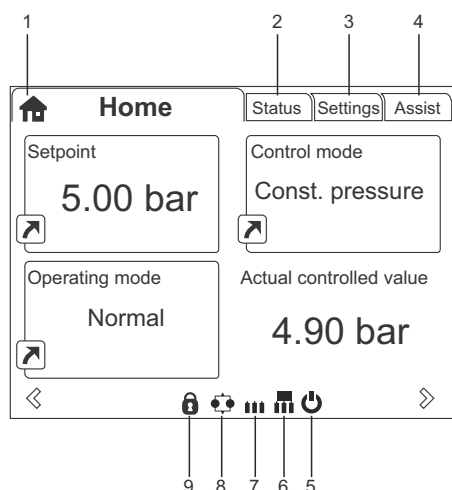 1 2 3 4
Home Status Settings Assist
Setpoint Control mode
5.00 bar Const. pressure
Operating mode Actual controlled value
Normal 4.90 bar
9 8 7 6 5